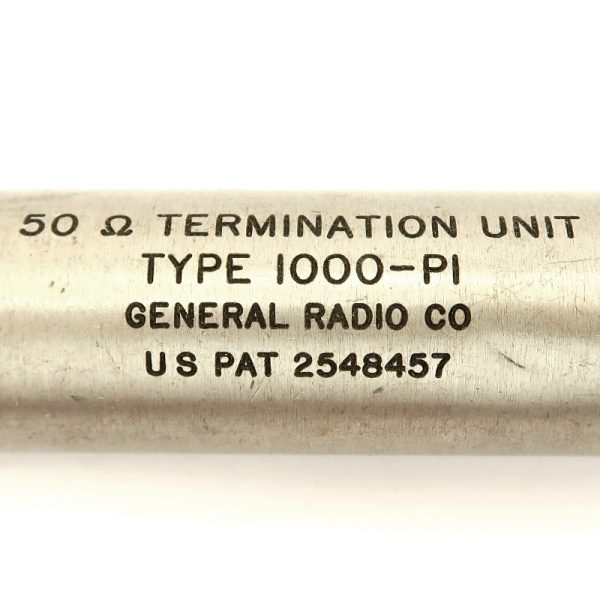 50 Ω TERMINATION UNIT
TYPE 1000-P1
GENERAL RADIO CO
US PAT 2548457